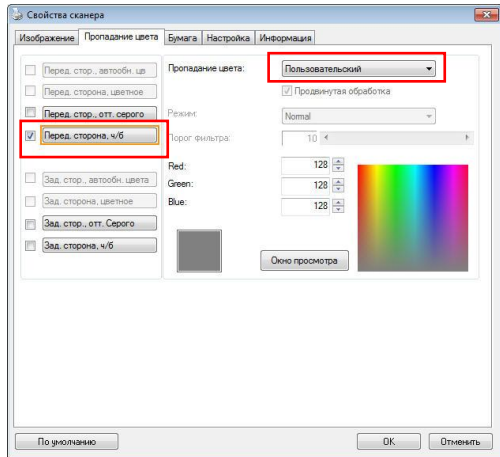 Свойства сканера
Изображение Пропадание цвета Бумага Настройка Информация
Перед. стор., автообн. цв Пропадание цвета: Пользовательский
Перед. сторона, цветное Продвинутая обработка
Перед. стор., отт. серого Режим: Normal
Перед. сторона, ч/б Порог фильтра: 10
Red: 128
Зад. стор., автообн. цвета Green: 128
Зад. сторона, цветное Blue: 128
Зад. стор., отт. Серого
Зад. сторона, ч/б
Окно просмотра
По умолчанию OK Отменить